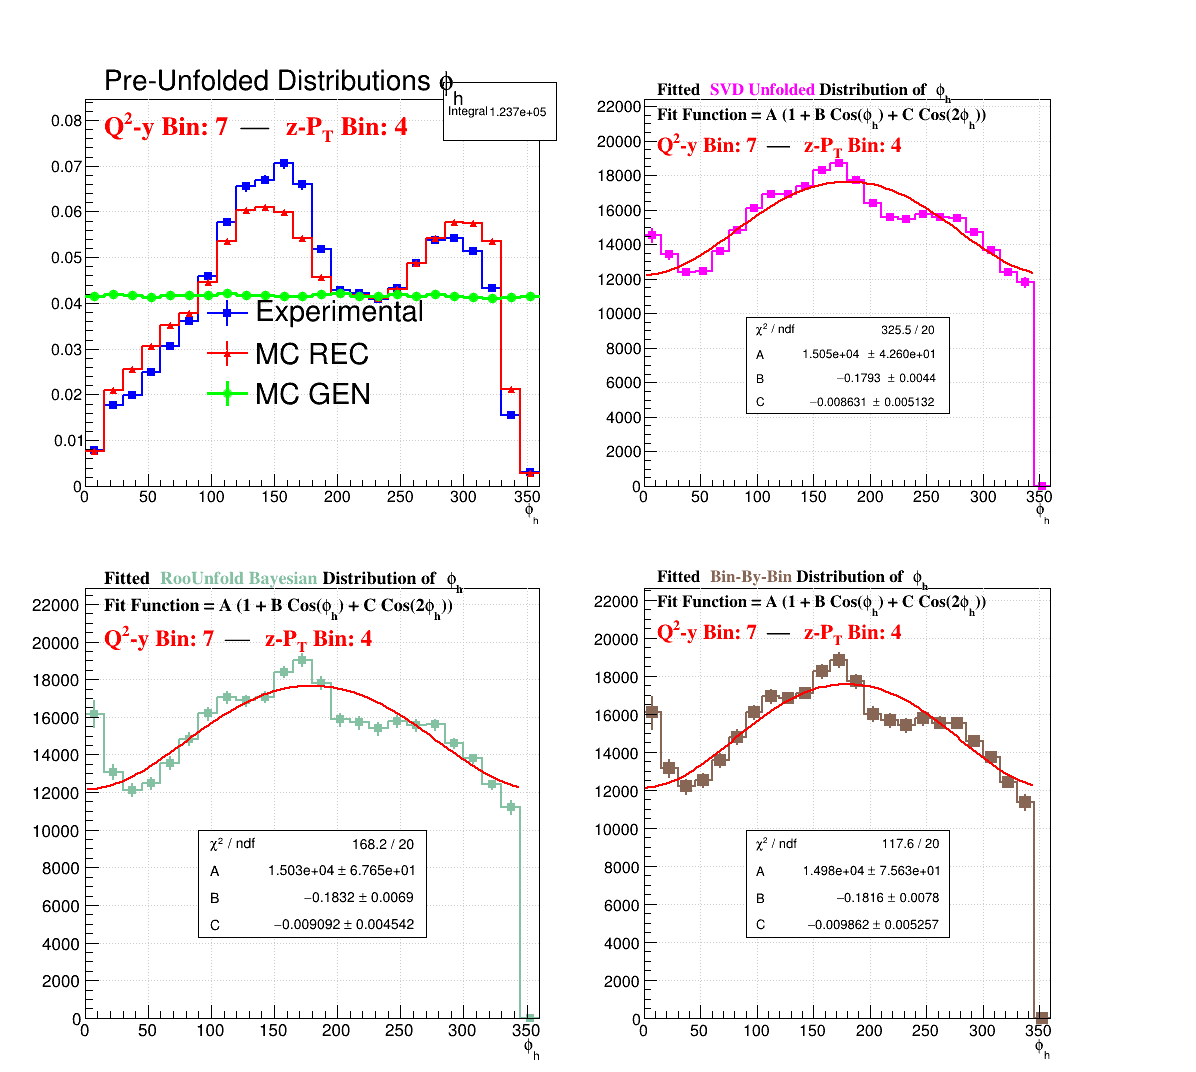 Pre-Unfolded Distributions ϕh
Integral 1.237e+05
Q²-y Bin: 7 — z-PT Bin: 4
0.08
0.07
0.06
0.05
0.04
0.03
0.02
0.01
0
Experimental
MC REC
MC GEN
0 50 100 150 200 250 300 350
ϕh
Fitted SVD Unfolded Distribution of ϕh
Fit Function = A (1 + B Cos(ϕh) + C Cos(2ϕh))
Q²-y Bin: 7 — z-PT Bin: 4
22000
20000
18000
16000
14000
12000
10000
8000
6000
4000
2000
0
χ² / ndf 325.5 / 20
A 1.505e+04 ± 4.260e+01
B −0.1793 ± 0.0044
C −0.008631 ± 0.005132
0 50 100 150 200 250 300 350
ϕh
Fitted RooUnfold Bayesian Distribution of ϕh
Fit Function = A (1 + B Cos(ϕh) + C Cos(2ϕh))
Q²-y Bin: 7 — z-PT Bin: 4
22000
20000
18000
16000
14000
12000
10000
8000
6000
4000
2000
0
χ² / ndf 168.2 / 20
A 1.503e+04 ± 6.765e+01
B −0.1832 ± 0.0069
C −0.009092 ± 0.004542
0 50 100 150 200 250 300 350
ϕh
Fitted Bin-By-Bin Distribution of ϕh
Fit Function = A (1 + B Cos(ϕh) + C Cos(2ϕh))
Q²-y Bin: 7 — z-PT Bin: 4
22000
20000
18000
16000
14000
12000
10000
8000
6000
4000
2000
0
χ² / ndf 117.6 / 20
A 1.498e+04 ± 7.563e+01
B −0.1816 ± 0.0078
C −0.009862 ± 0.005257
0 50 100 150 200 250 300 350
ϕh